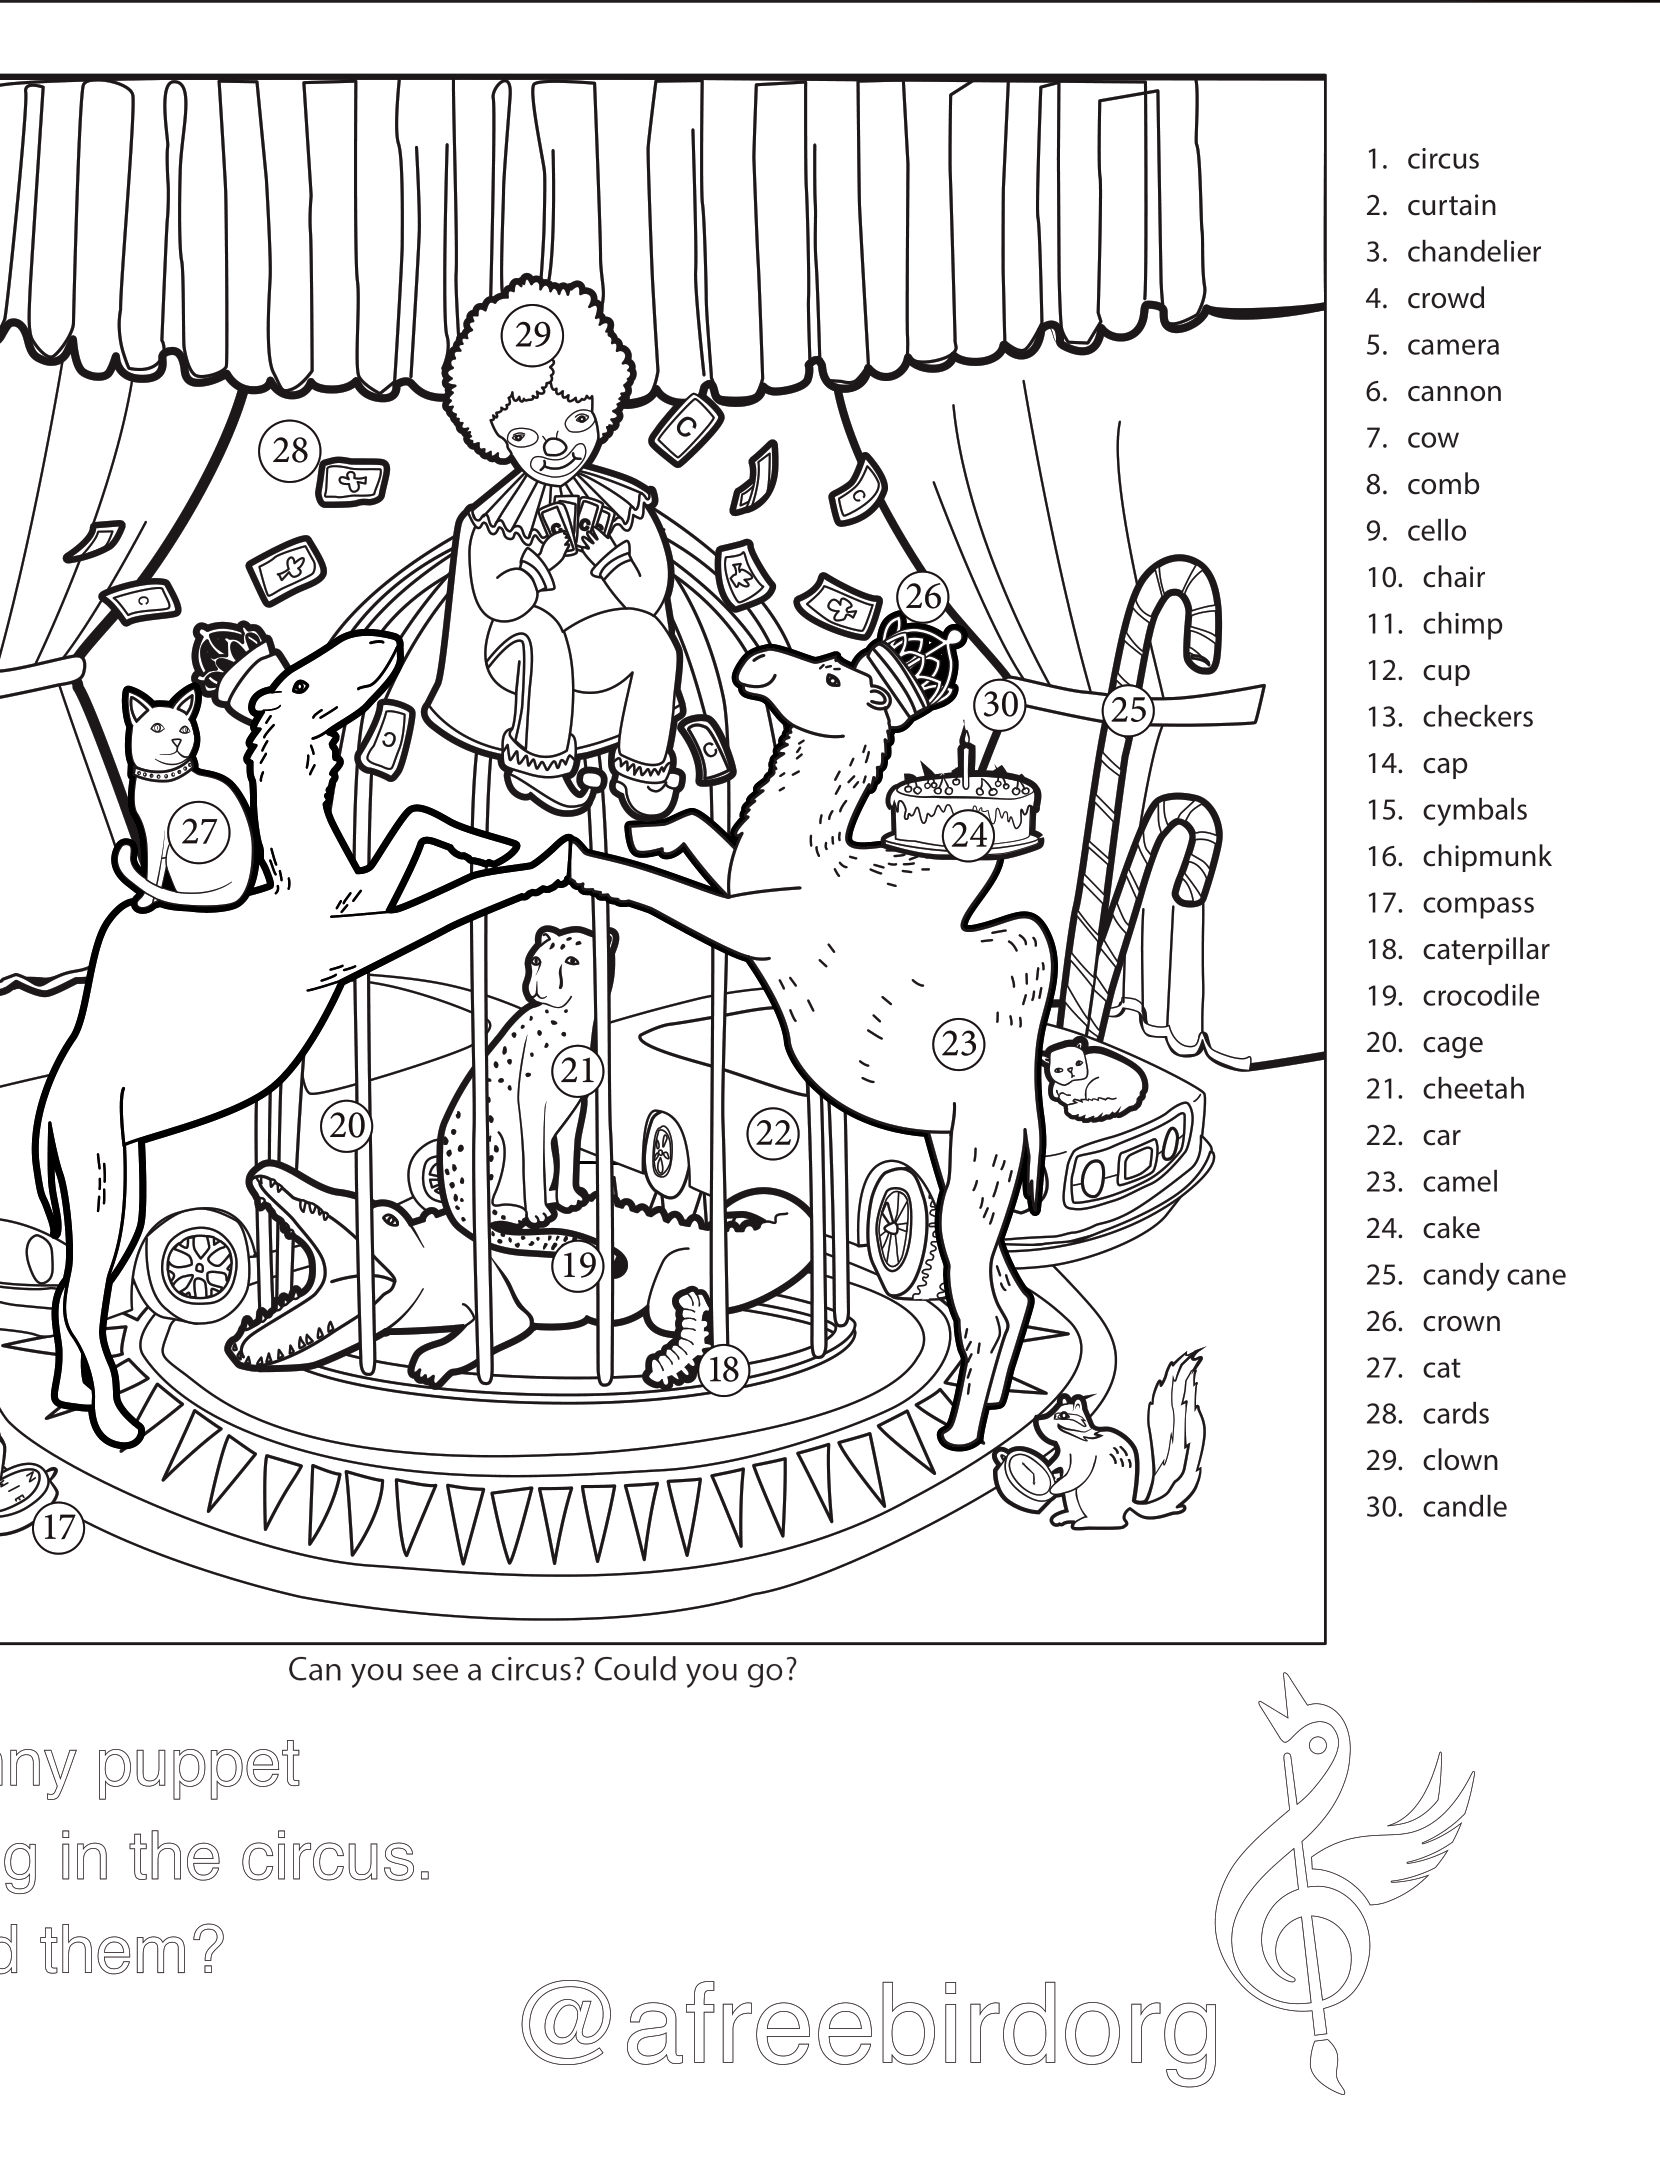 29
28
C
C
C
C
26
C
C
30
25
27
24
23
21
20
22
19
18
17
1. circus
2. curtain
3. chandelier
4. crowd
5. camera
6. cannon
7. cow
8. comb
9. cello
10. chair
11. chimp
12. cup
13. checkers
14. cap
15. cymbals
16. chipmunk
17. compass
18. caterpillar
19. crocodile
20. cage
21. cheetah
22. car
23. camel
24. cake
25. candy cane
26. crown
27. cat
28. cards
29. clown
30. candle
Can you see a circus? Could you go?
puppet
in the circus.
them?
@afreebirdorg